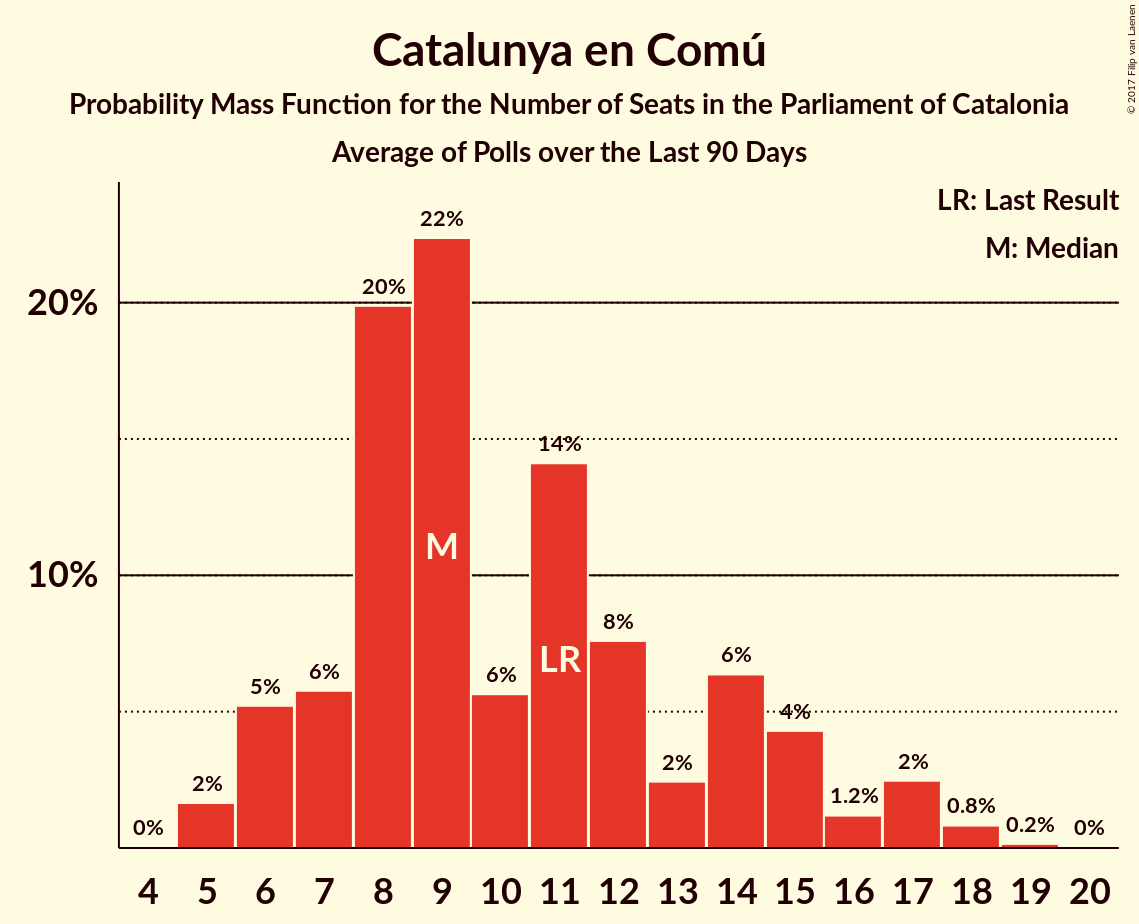 Catalunya en Comú
Probability Mass Function for the Number of Seats in the Parliament of Catalonia
Average of Polls over the Last 90 Days
© 2017 Filip van Laenen
LR: Last Result
M: Median
20%
10%
0%
2%
5%
6%
20%
22%
6%
14%
8%
2%
6%
4%
1.2%
2%
0.8%
0.2%
0%
M
LR
4 5 6 7 8 9 10 11 12 13 14 15 16 17 18 19 20